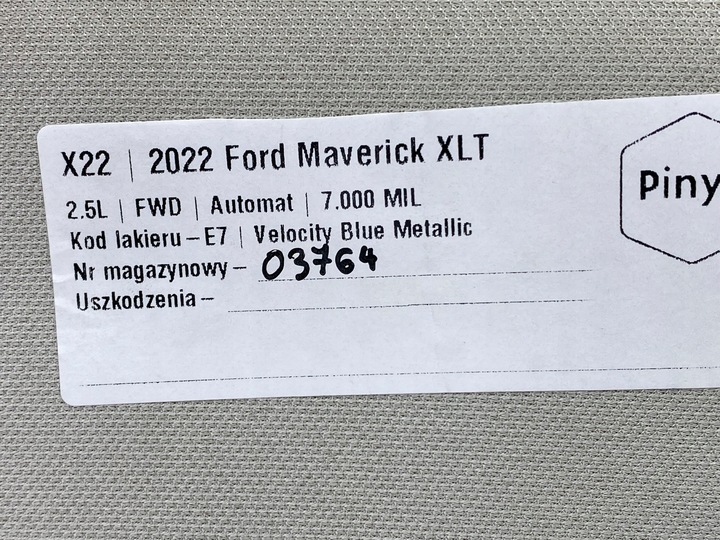 X22 | 2022 Ford Maverick XLT
2.5L | FWD | Automat | 7.000 MIL
Kod lakieru – E7 | Velocity Blue Metallic
Nr magazynowy – 03764
Uszkodzenia –
Piny